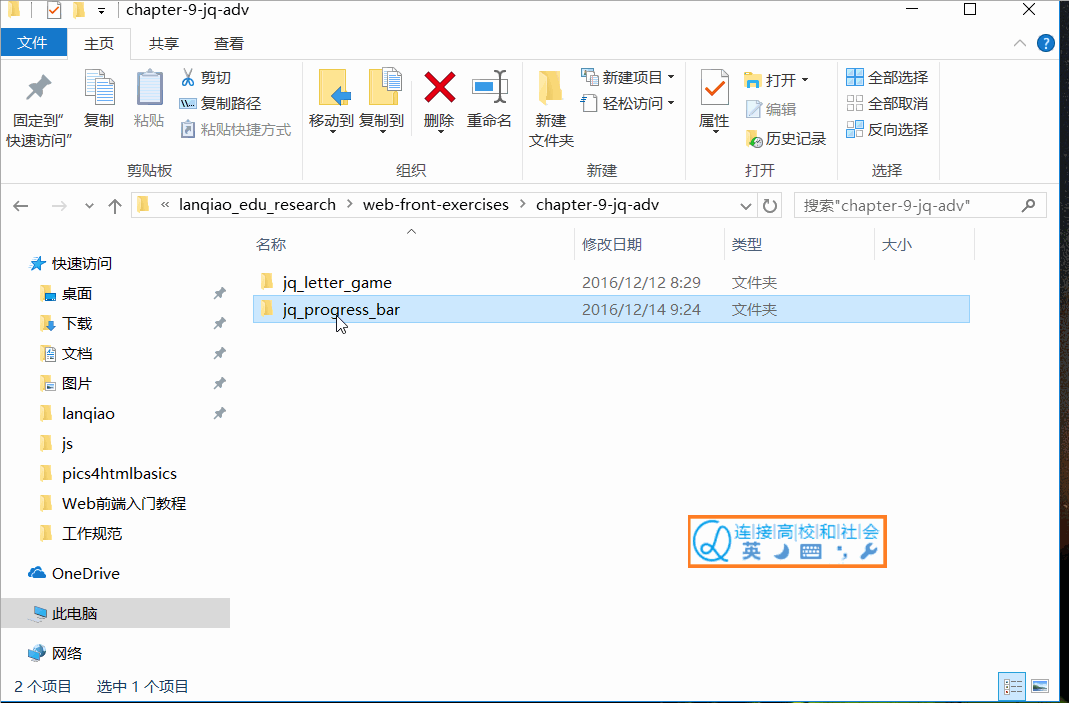 chapter-9-jq-adv
文件 主页 共享 查看
固定到"快速访问"
复制
粘贴
剪切
复制路径
粘贴快捷方式
剪贴板
移动到
复制到
删除
重命名
组织
新建文件夹
新建项目
轻松访问
新建
属性
打开
编辑
历史记录
打开
全部选择
全部取消
反向选择
选择
« lanqiao_edu_research > web-front-exercises > chapter-9-jq-adv
搜索"chapter-9-jq-adv"
名称 修改日期 类型 大小
jq_letter_game 2016/12/12 8:29 文件夹
jq_progress_bar 2016/12/14 9:24 文件夹
快速访问
桌面
下载
文档
图片
lanqiao
js
pics4htmlbasics
Web前端入门教程
工作规范
OneDrive
此电脑
网络
连接高校和社会
英
2 个项目 选中 1 个项目